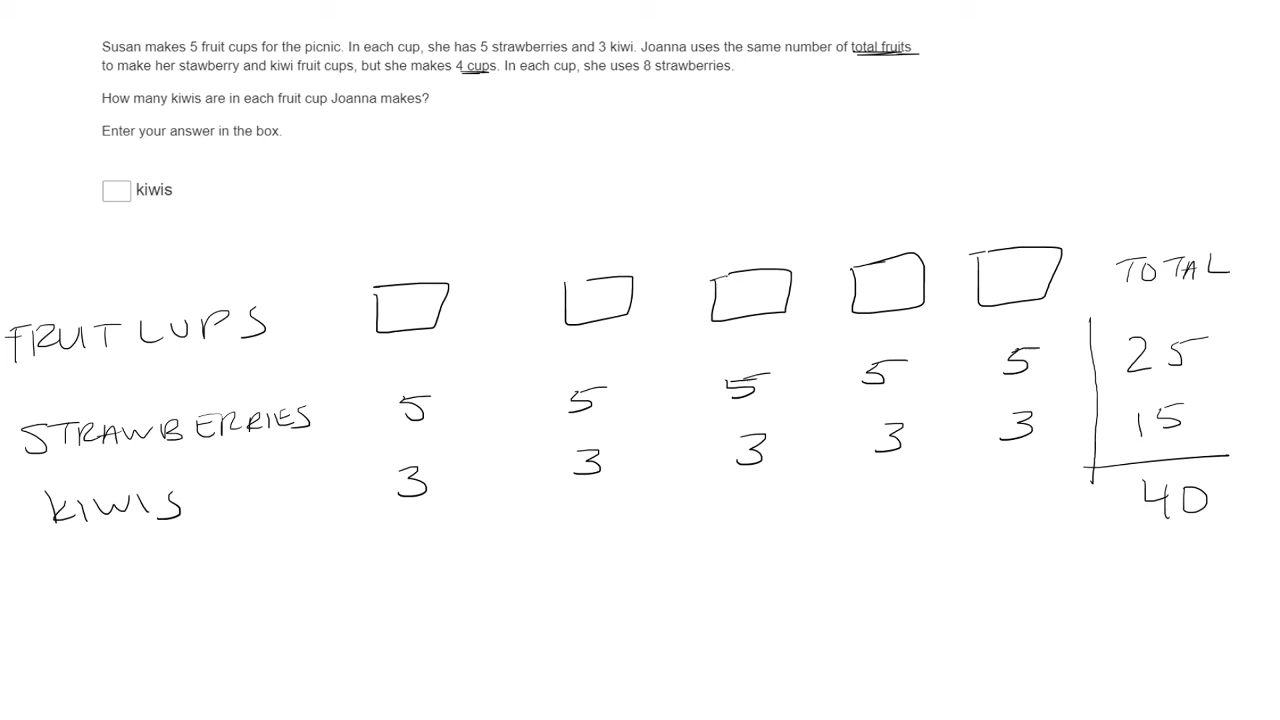 Susan makes 5 fruit cups for the picnic. In each cup, she has 5 strawberries and 3 kiwi. Joanna uses the same number of total fruits
to make her stawberry and kiwi fruit cups, but she makes 4 cups. In each cup, she uses 8 strawberries.
How many kiwis are in each fruit cup Joanna makes?
Enter your answer in the box.
kiwis
TOTAL
FRUIT CUPS
5 5 5 5 5 25
STRAWBERRIES
3 3 3 3 3 15
KIWIS
40